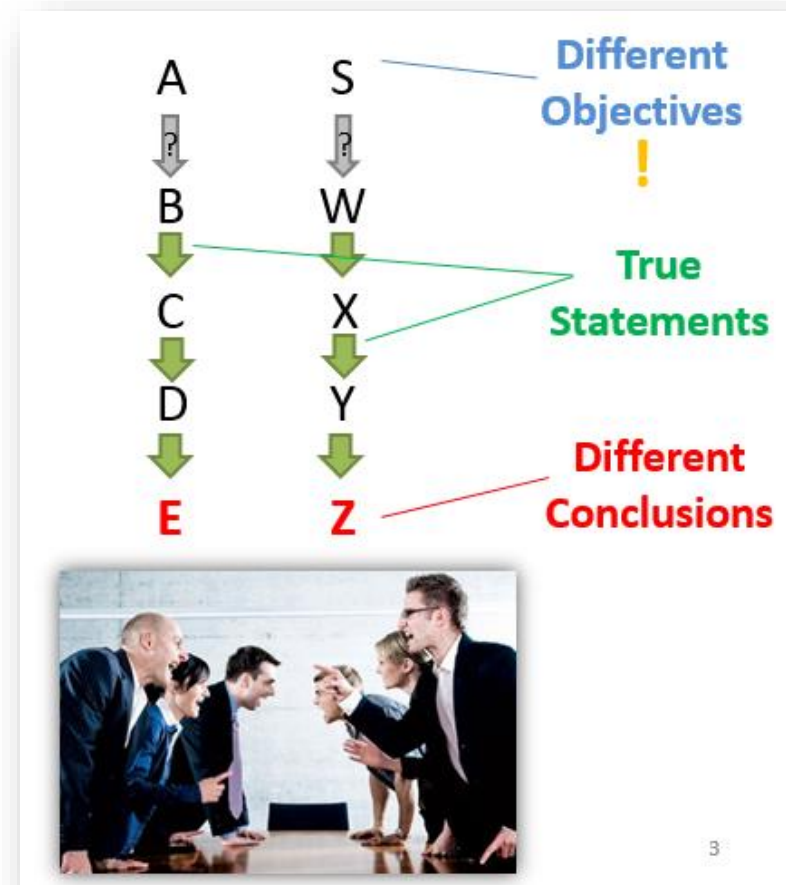 A S Different
Objectives
? ? !
B W
True
C X Statements
D Y
Different
E Z Conclusions
3